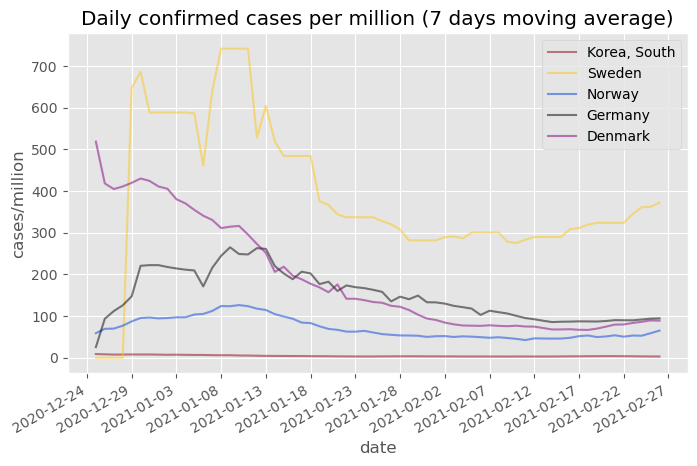 Daily confirmed cases per million (7 days moving average)
Korea, South
Sweden
Norway
Germany
Denmark
cases/million
700
600
500
400
300
200
100
0
2020-12-24
2020-12-29
2021-01-03
2021-01-08
2021-01-13
2021-01-18
2021-01-23
2021-01-28
2021-02-02
2021-02-07
2021-02-12
2021-02-17
2021-02-22
2021-02-27
date